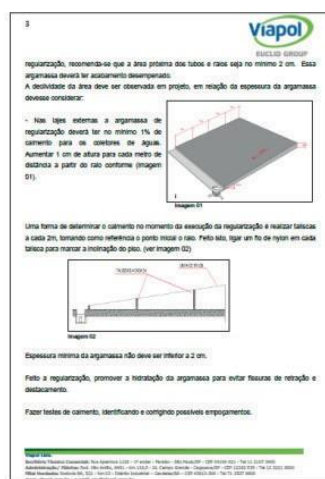 3
Viapol
EUCLID GROUP
regularização, recomenda-se que a área próxima dos tubos e ralos seja no mínimo 2 cm. Essa
argamassa deverá ter acabamento desempenado.
A declividade da área deve ser observada em projeto, em relação da espessura da argamassa
devesse considerar:
- Nas lajes externas a argamassa de
regularização deverá ter no mínimo 1% de
caimento para os coletores de águas.
Aumentar 1 cm de altura para cada metro de
distância a partir do ralo conforme (imagem
01).
Imagem 01
Uma forma de determinar o caimento no momento da execução da regularização é realizar taliscas
a cada 2m, tomando como referência o ponto inicial o ralo. Feito isto, ligar um fio de nylon em cada
talisca para marcar a inclinação do piso. (ver imagem 02)
Imagem 02
Espessura mínima da argamassa não deve ser inferior a 2 cm.
Feito a regularização, promover a hidratação da argamassa para evitar fissuras de retração e
destacamento.
Fazer testes de caimento, identificando e corrigindo possíveis empoçamentos.
Viapol Ltda.